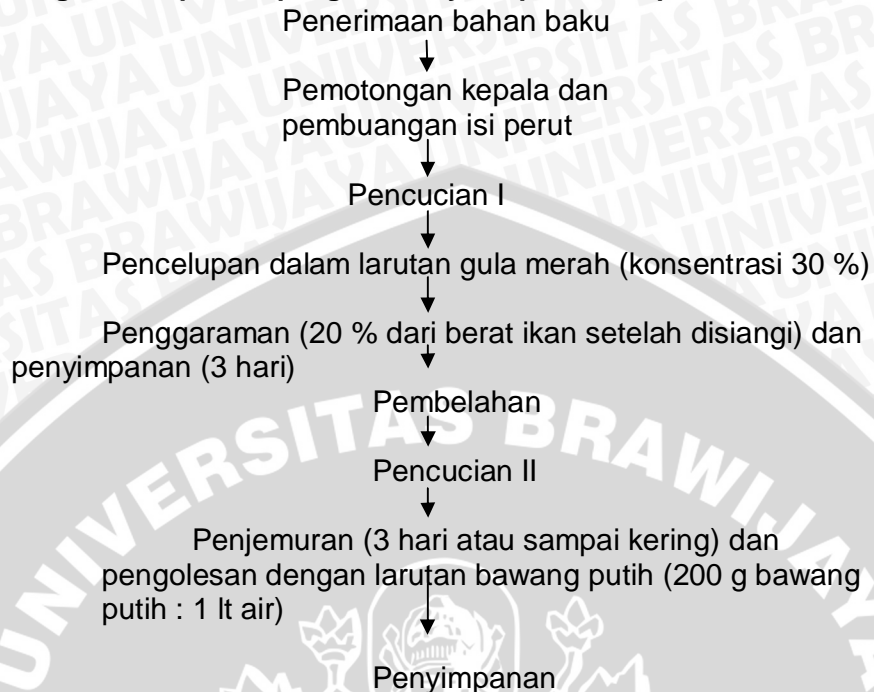 Penerimaan bahan baku
Pemotongan kepala dan
pembuangan isi perut
Pencucian I
Pencelupan dalam larutan gula merah (konsentrasi 30 %)
Penggaraman (20 % dari berat ikan setelah disiangi) dan
penyimpanan (3 hari)
Pembelahan
Pencucian II
Penjemuran (3 hari atau sampai kering) dan
pengolesan dengan larutan bawang putih (200 g bawang
putih : 1 lt air)
Penyimpanan
UNIVERSITAS BRAWIJAYA